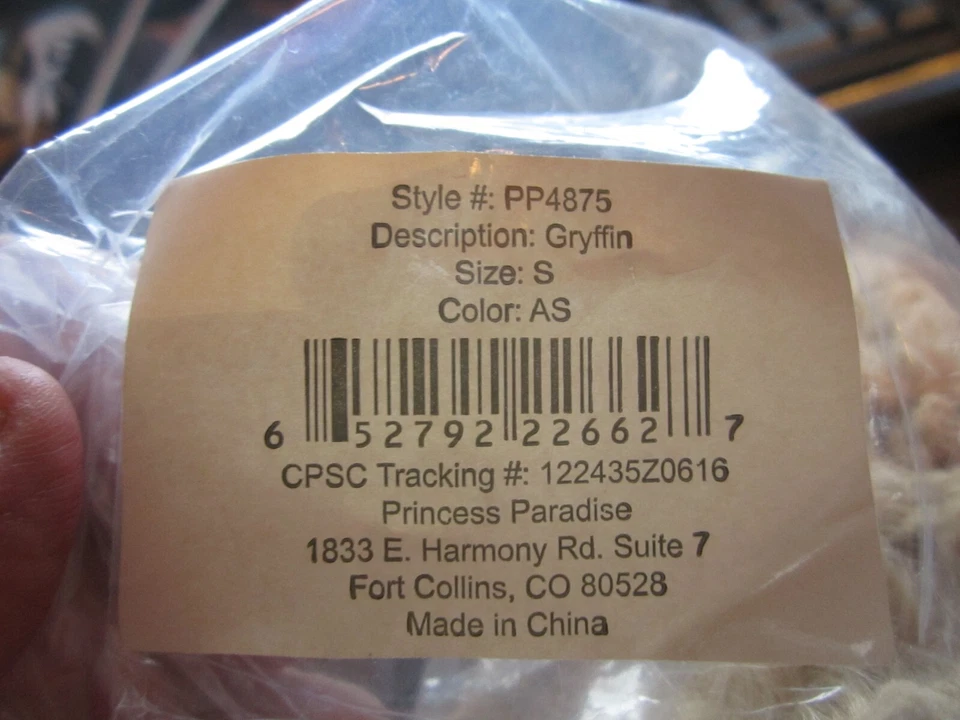 Style #: PP4875
Description: Gryffin
Size: S
Color: AS
6 52792 22662 7
CPSC Tracking #: 122435Z0616
Princess Paradise
1833 E. Harmony Rd. Suite 7
Fort Collins, CO 80528
Made in China